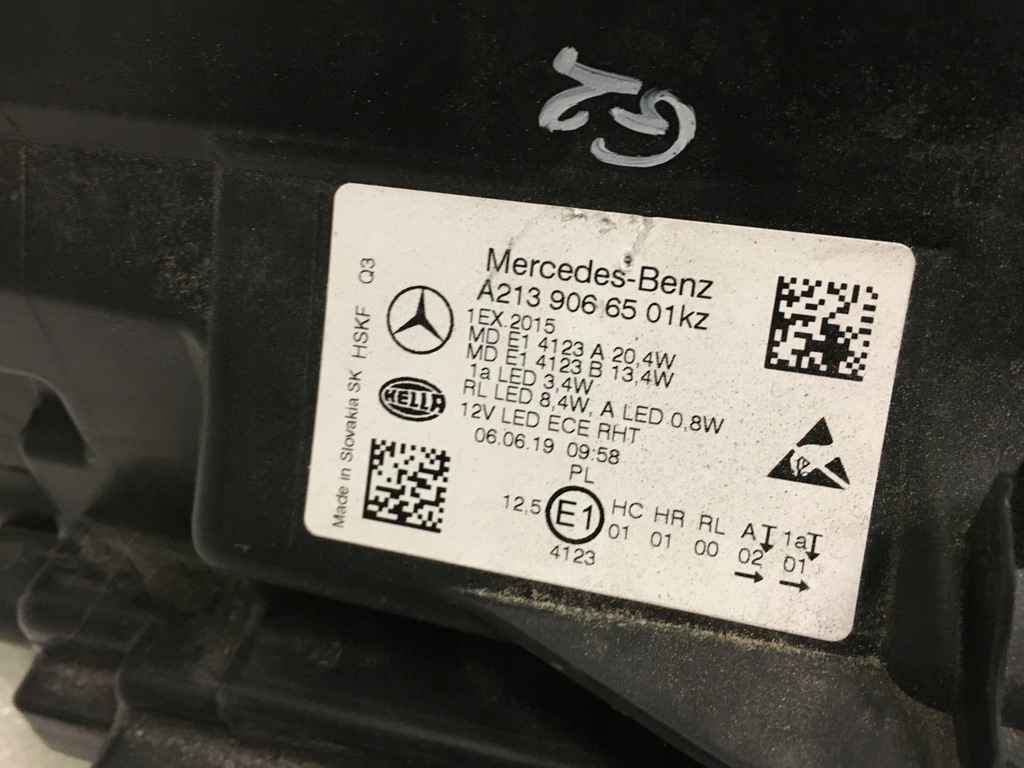 Mercedes-Benz
A213 906 65 01kz
1EX.2015
MD E1 4123 A 20,4W
MD E1 4123 B 13,4W
1a LED 3,4W
RL LED 8,4W, A LED 0,8W
12V LED ECE RHT
06.06.19 09:58
PL
12,5 E1 HC HR RL A 1a
01 01 00 02 01
4123
HELLA
Made in Slovakia SK HSKF Q3